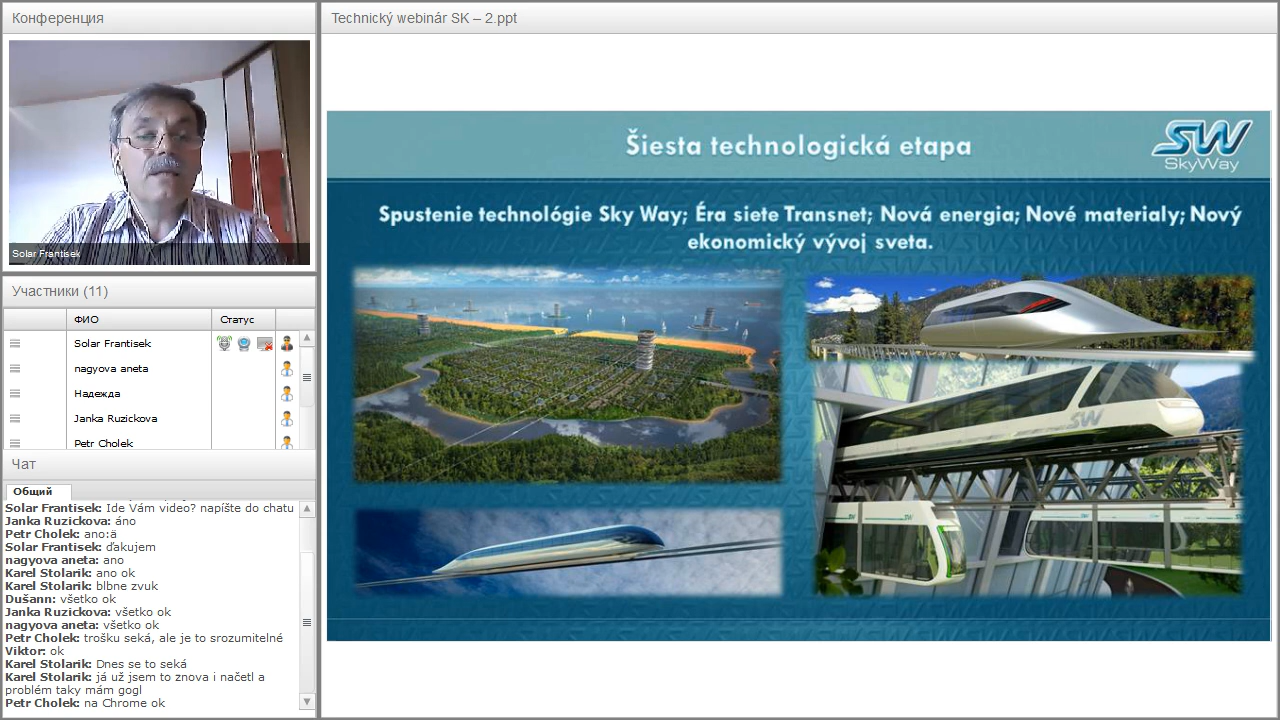 Конференция
Solar Frantisek
Участники (11)
ФИО
Статус
Solar Frantisek
nagyova aneta
Надежда
Janka Ruzickova
Petr Cholek
Чат
Общий
Solar Frantisek: Ide Vám video? napíšte do chatu
Janka Ruzickova: áno
Petr Cholek: ano:ä
Solar Frantisek: ďakujem
nagyova aneta: ano
Karel Stolarik: ano ok
Karel Stolarik: blbne zvuk
Dušann: všetko ok
Janka Ruzickova: všetko ok
nagyova aneta: všetko ok
Petr Cholek: trošku seká, ale je to srozumitelné
Viktor: ok
Karel Stolarik: Dnes se to seká
Karel Stolarik: já už jsem to znova i načetl a
problém taky mám gogl
Petr Cholek: na Chrome ok
Technický webinár SK – 2.ppt
Šiesta technologická etapa
SW
SkyWay
Spustenie technológie Sky Way; Éra siete Transnet; Nová energia; Nové materialy; Nový
ekonomický vývoj sveta.
SW